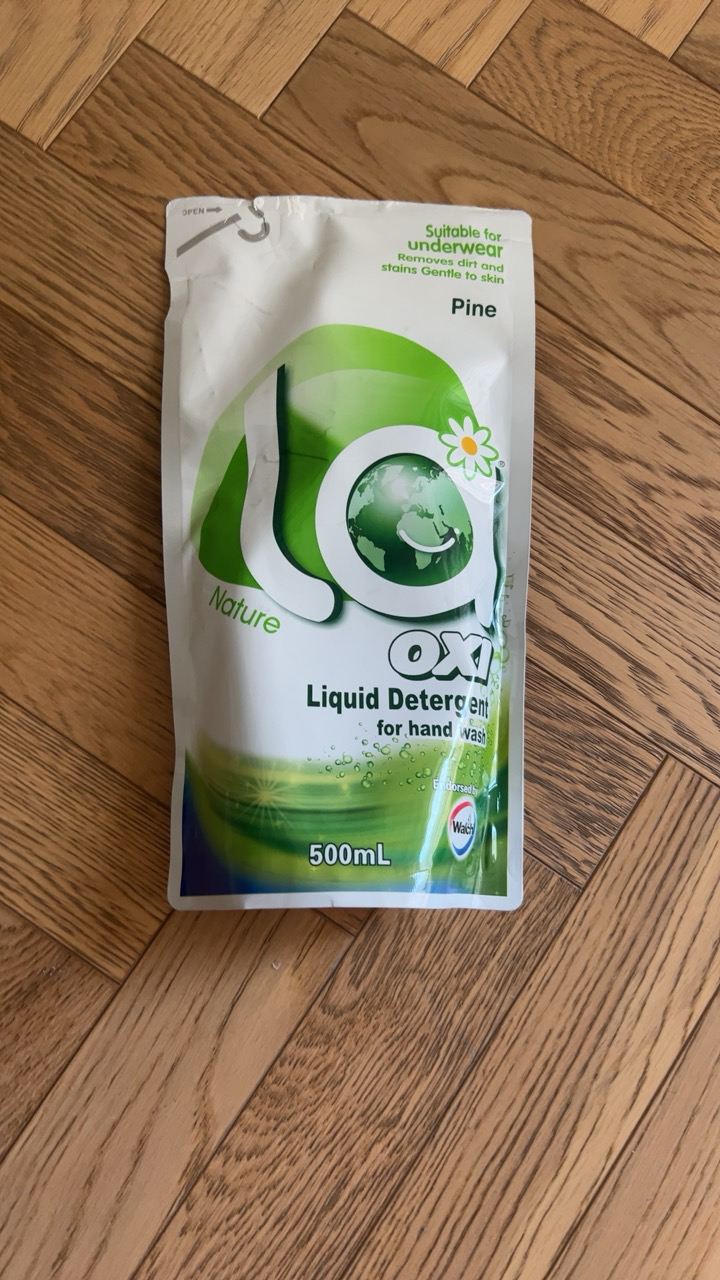 OPEN
Suitable for
underwear
Removes dirt and
stains Gentle to skin
Pine
La
®
Nature
OXI
Liquid Detergent
for hand wash
Endorsed by
Walch
500mL